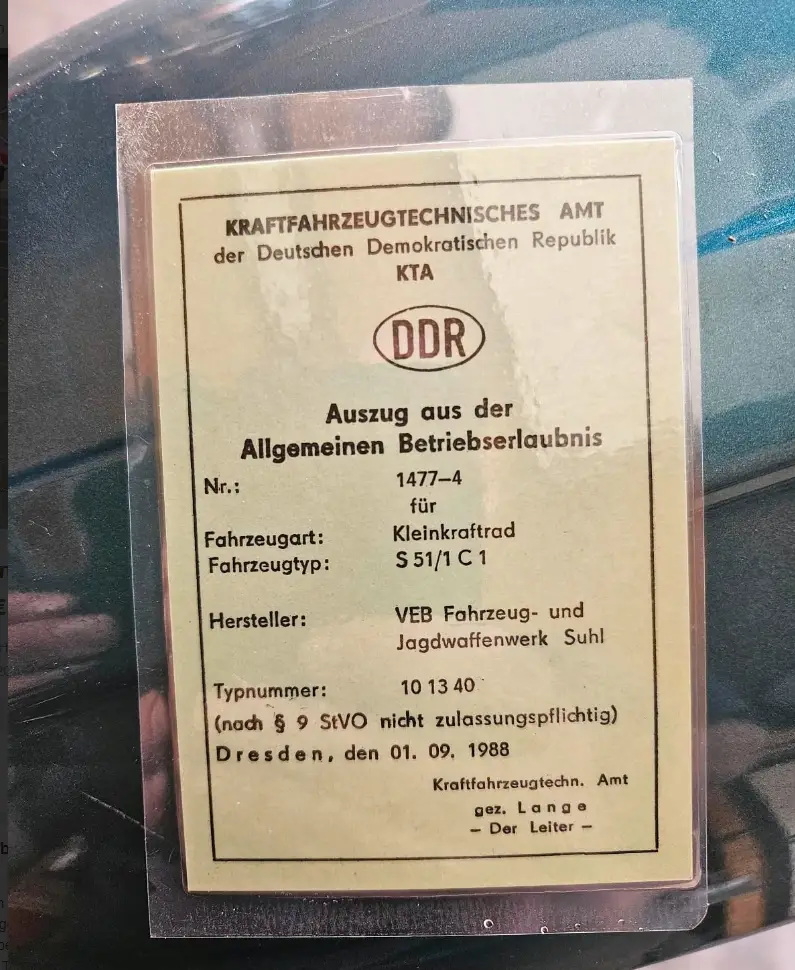 KRAFTFAHRZEUGTECHNISCHES AMT
der Deutschen Demokratischen Republik
KTA
DDR
Auszug aus der
Allgemeinen Betriebserlaubnis
Nr.: 1477–4
für
Fahrzeugart: Kleinkraftrad
Fahrzeugtyp: S 51/1 C 1
Hersteller: VEB Fahrzeug- und
Jagdwaffenwerk Suhl
Typnummer: 10 13 40
(nach § 9 StVO nicht zulassungspflichtig)
Dresden, den 01. 09. 1988
Kraftfahrzeugtechn. Amt
gez. Lange
– Der Leiter –